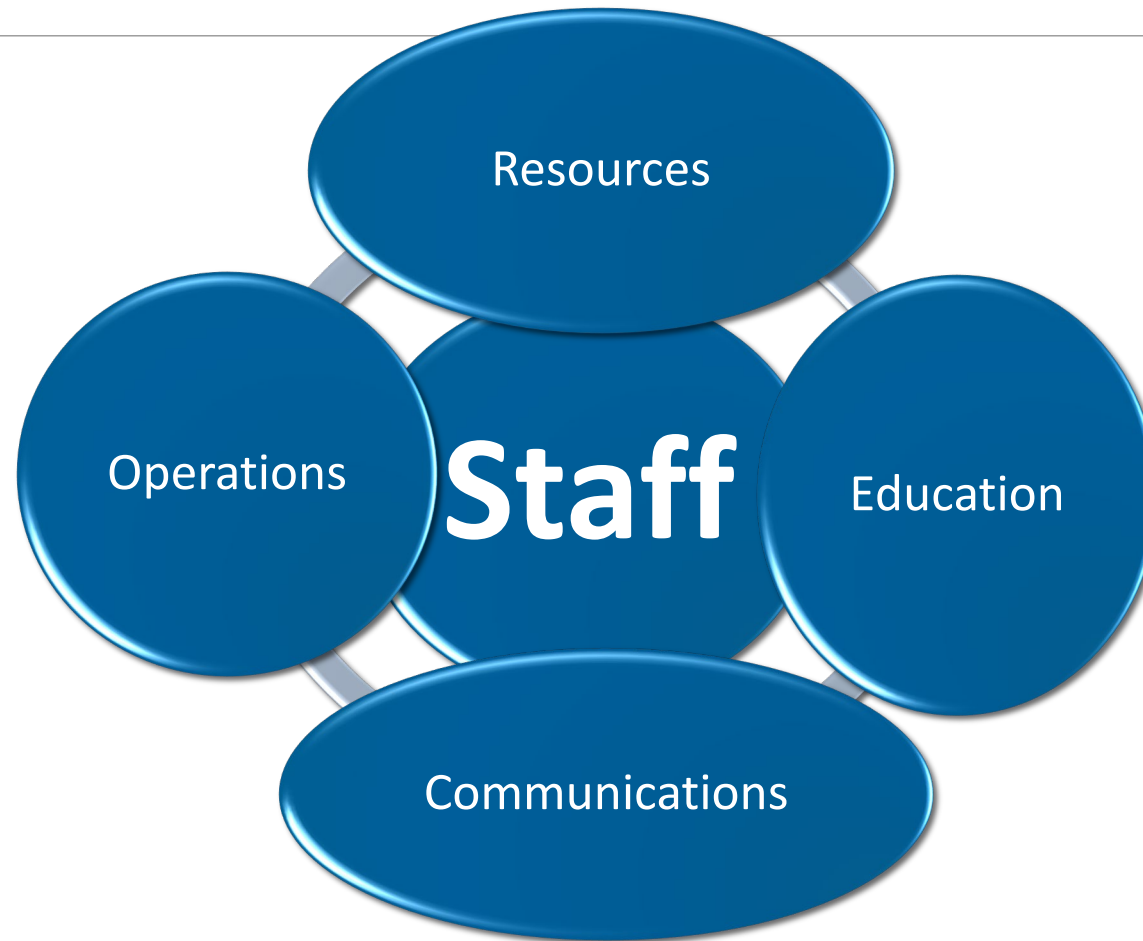 Resources
Operations
Staff
Education
Communications